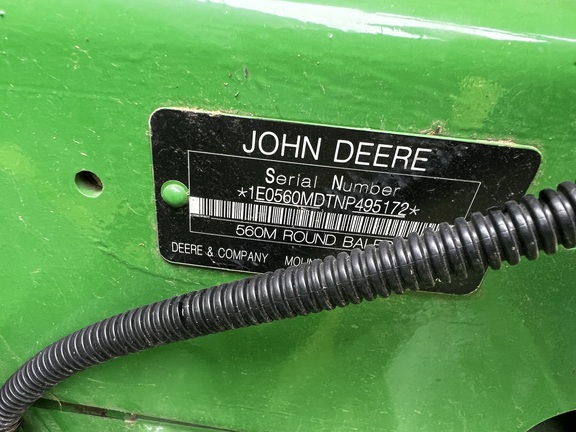 JOHN DEERE
Serial Number
*1E0560MDTNP495172*
560M ROUND BALER
DEERE & COMPANY